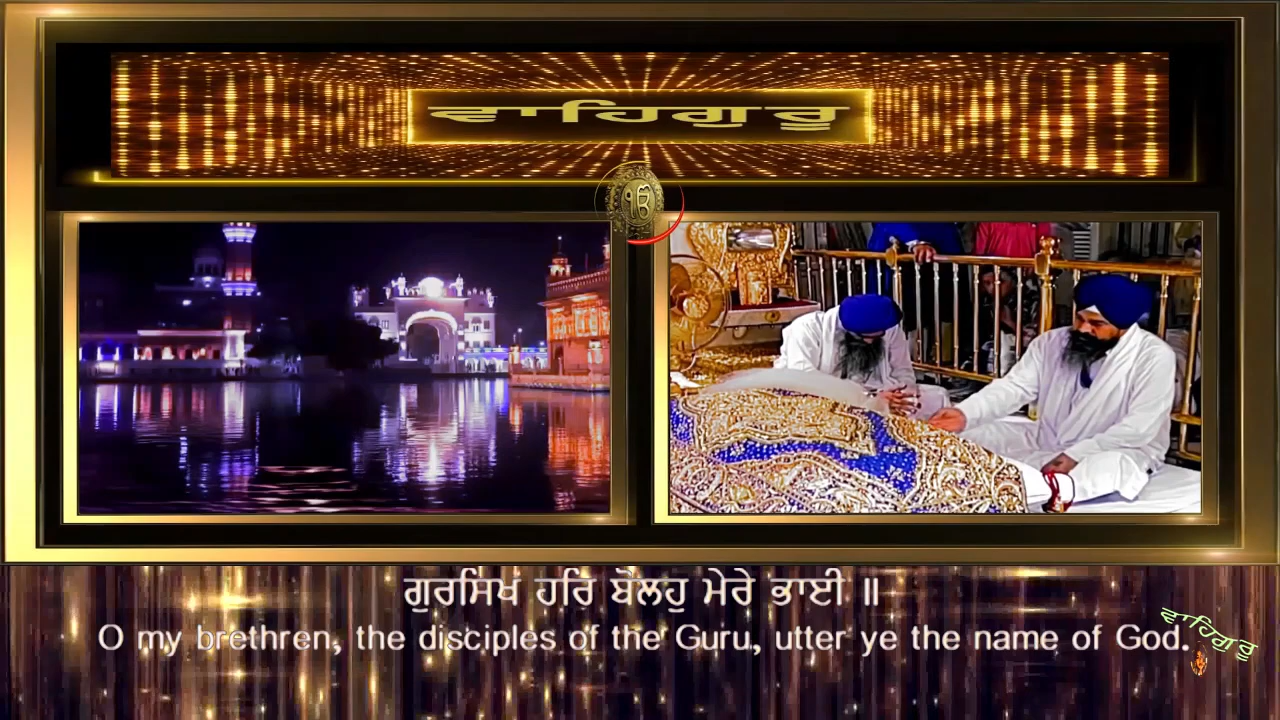 ਵਾਹਿਗੁਰੂ
ੴ
ਗੁਰਸਿਖ ਹਰਿ ਬੋਲਹੁ ਮੇਰੇ ਭਾਈ ॥
O my brethren, the disciples of the Guru, utter ye the name of God.
ਵਾਹਿਗੁਰੂ